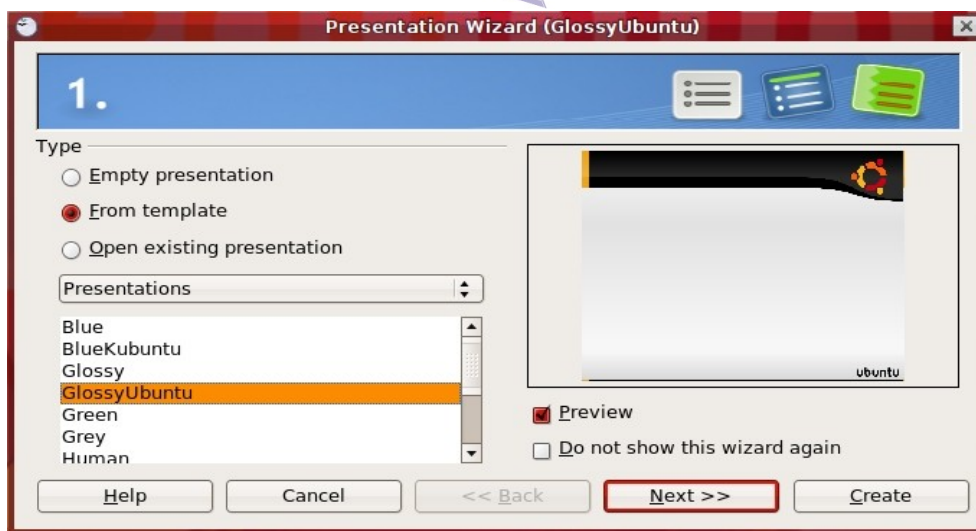 Presentation Wizard (GlossyUbuntu)
1.
Type
Empty presentation
From template
Open existing presentation
Presentations
Blue
BlueKubuntu
Glossy
GlossyUbuntu
Green
Grey
Human
ubuntu
Preview
Do not show this wizard again
Help
Cancel
<< Back
Next >>
Create